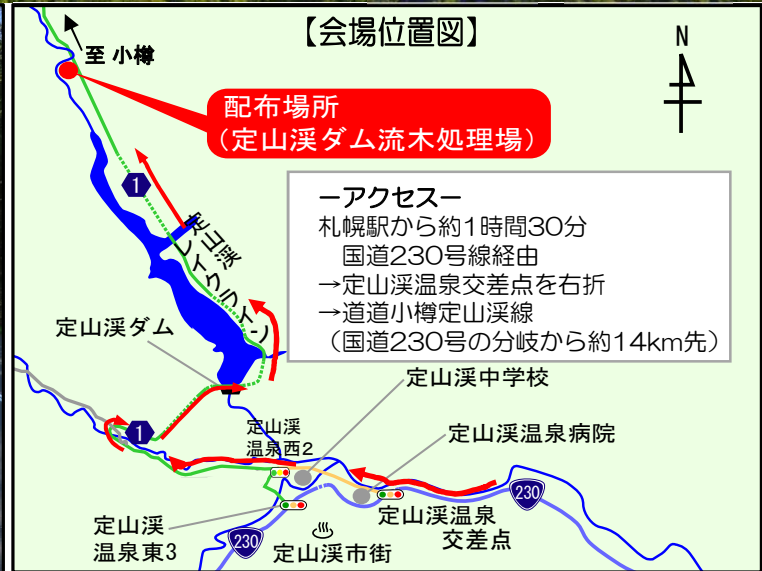 【会場位置図】
至 小樽
N
配布場所
(定山渓ダム流木処理場)
1
定山渓
レイクライン
ーアクセスー
札幌駅から約1時間30分
国道230号線経由
→定山渓温泉交差点を右折
→道道小樽定山渓線
(国道230号の分岐から約14km先)
定山渓ダム
定山渓中学校
1
定山渓
温泉西2
定山渓温泉病院
230
定山渓
温泉東3
230
定山渓市街
定山渓温泉
交差点